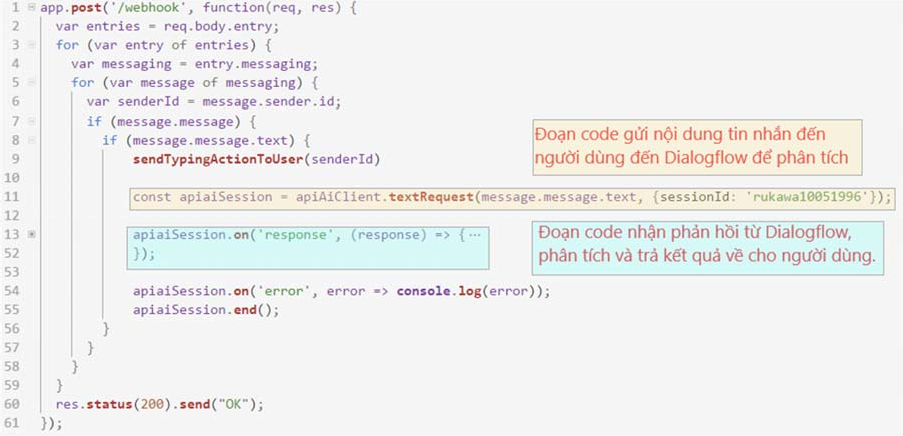 1 app.post('/webhook', function(req, res) {
2 var entries = req.body.entry;
3 for (var entry of entries) {
4 var messaging = entry.messaging;
5 for (var message of messaging) {
6 var senderId = message.sender.id;
7 if (message.message) {
8 if (message.message.text) {
9 sendTypingActionToUser(senderId)
10
11 const apiaiSession = apiAiClient.textRequest(message.message.text, {sessionId: 'rukawa10051996'});
12
13 apiaiSession.on('response', (response) => {…
52 });
53
54 apiaiSession.on('error', error => console.log(error));
55 apiaiSession.end();
56 }
57 }
58 }
59 }
60 res.status(200).send("OK");
61 });
Đoạn code gửi nội dung tin nhắn đến
người dùng đến Dialogflow để phân tích
Đoạn code nhận phản hồi từ Dialogflow,
phân tích và trả kết quả về cho người dùng.